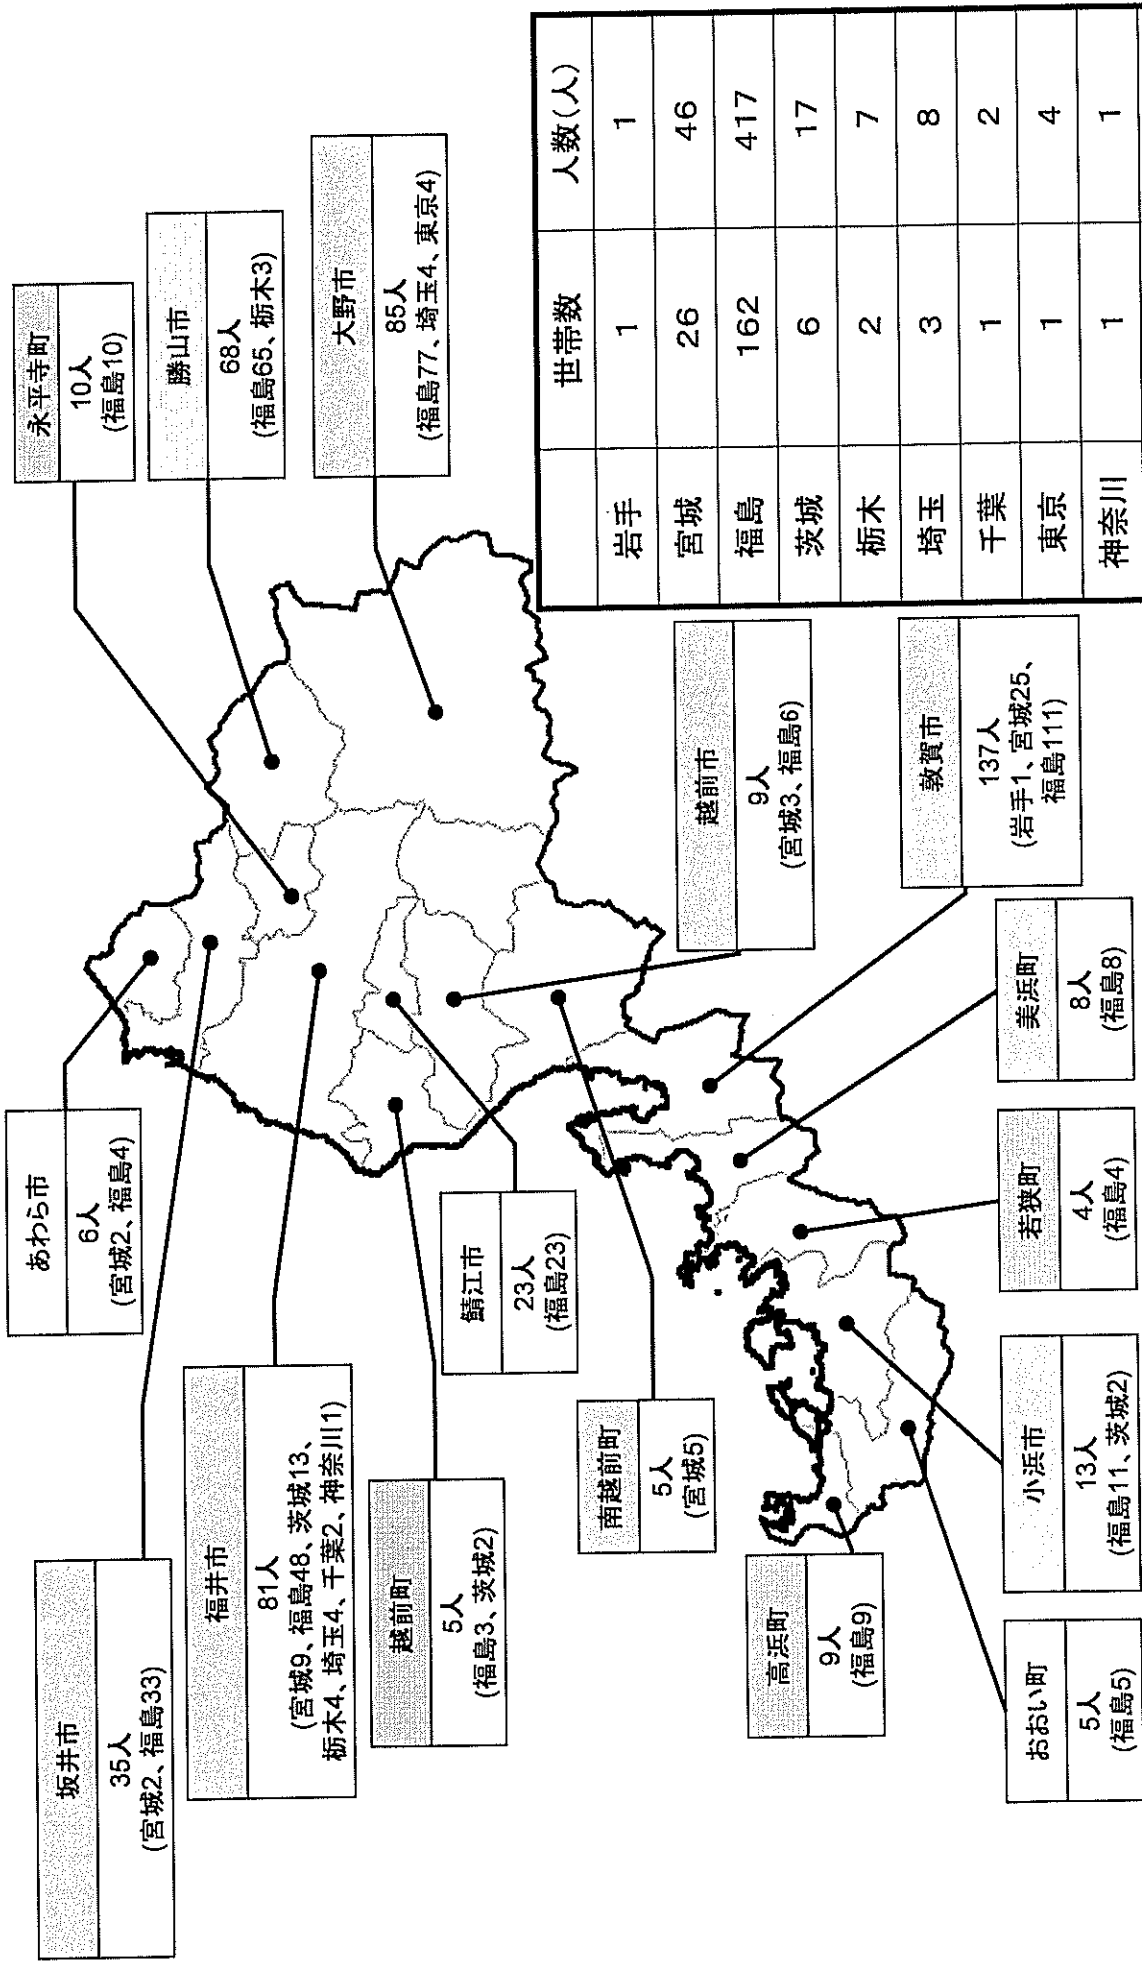 坂井市
35人
(宮城2、福島33)
あわら市
6人
(宮城2、福島4)
永平寺町
10人
(福島10)
勝山市
68人
(福島65、栃木3)
大野市
85人
(福島77、埼玉4、東京4)
福井市
81人
(宮城9、福島48、茨城13、
栃木4、埼玉4、千葉2、神奈川1)
越前町
5人
(福島3、茨城2)
鯖江市
23人
(福島23)
南越前町
5人
(宮城5)
越前市
9人
(宮城3、福島6)
敦賀市
137人
(岩手1、宮城25、
福島111)
高浜町
9人
(福島9)
おおい町
5人
(福島5)
小浜市
13人
(福島11、茨城2)
若狭町
4人
(福島4)
美浜町
8人
(福島8)
世帯数 人数(人)
岩手 1 1
宮城 26 46
福島 162 417
茨城 6 17
栃木 2 7
埼玉 3 8
千葉 1 2
東京 1 4
神奈川 1 1